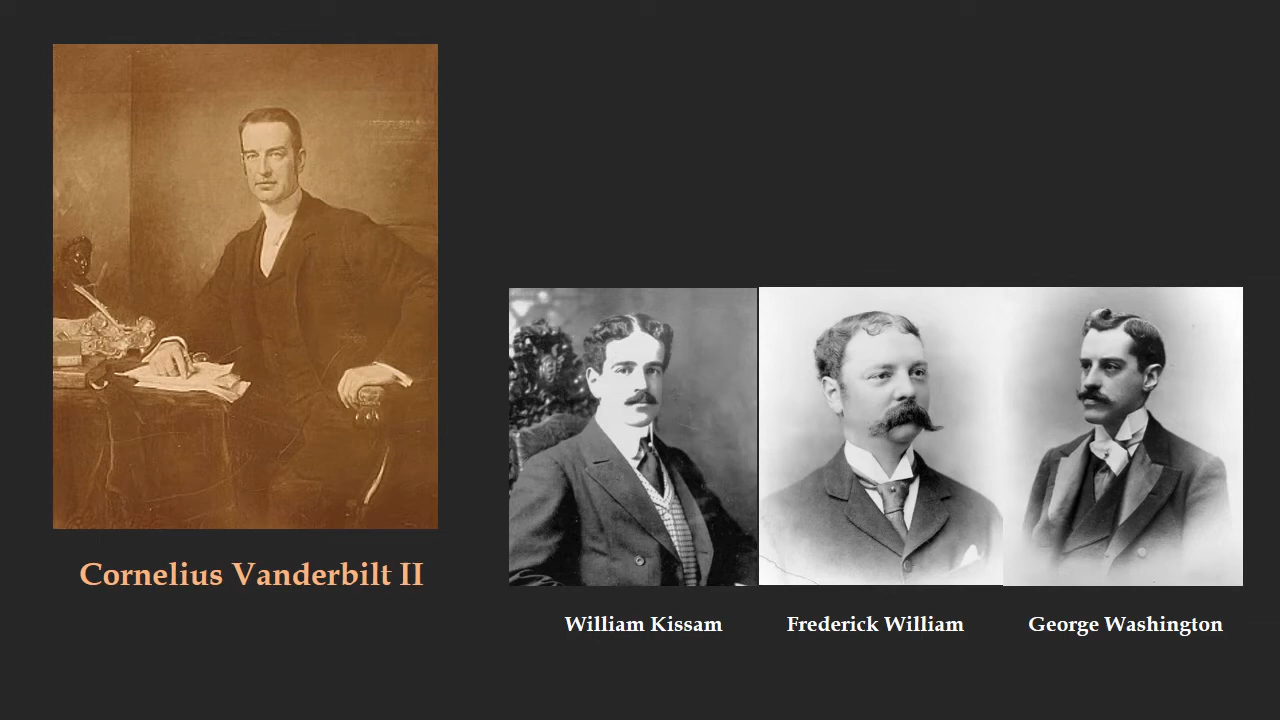 Cornelius Vanderbilt II
William Kissam
Frederick William
George Washington